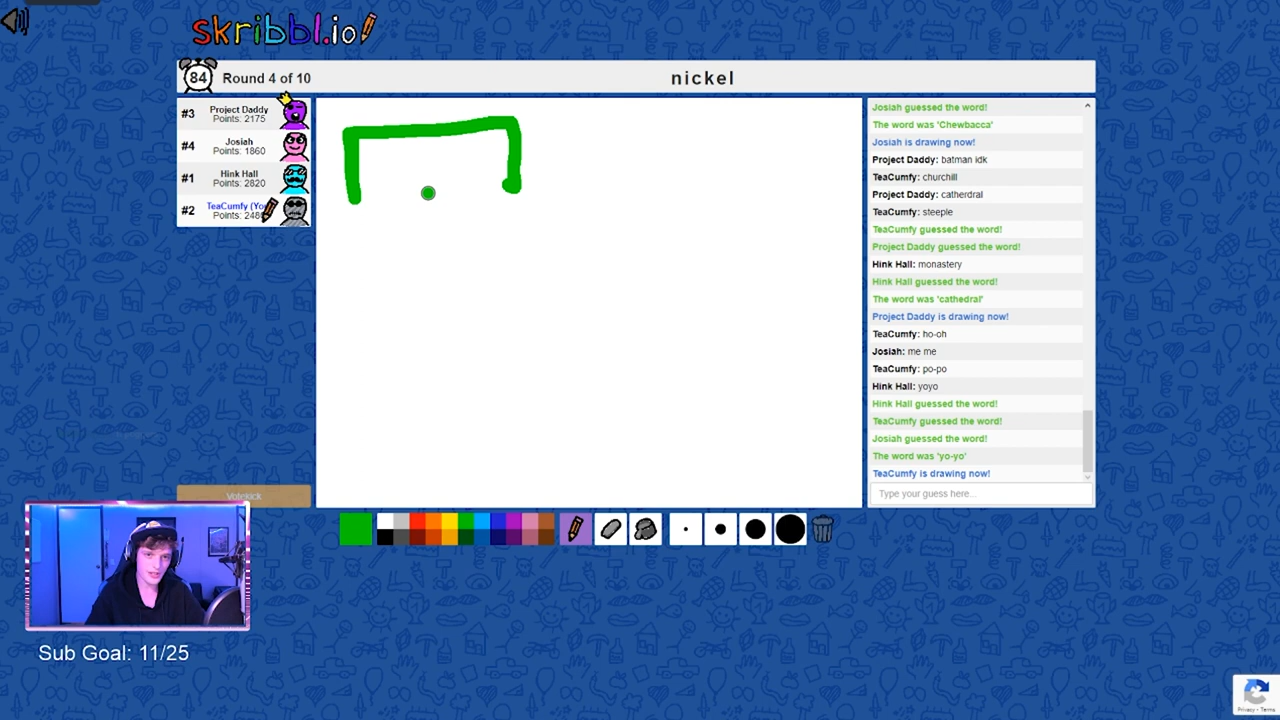 skribbl.io
84
Round 4 of 10
nickel
#3
Project Daddy
Points: 2175
#4
Josiah
Points: 1860
#1
Hink Hall
Points: 2820
#2
TeaCumfy (Yo
Points: 248
Votekick
Josiah guessed the word!
The word was 'Chewbacca'
Josiah is drawing now!
Project Daddy: batman idk
TeaCumfy: churchill
Project Daddy: catherdral
TeaCumfy: steeple
TeaCumfy guessed the word!
Project Daddy guessed the word!
Hink Hall: monastery
Hink Hall guessed the word!
The word was 'cathedral'
Project Daddy is drawing now!
TeaCumfy: ho-oh
Josiah: me me
TeaCumfy: po-po
Hink Hall: yoyo
Hink Hall guessed the word!
TeaCumfy guessed the word!
Josiah guessed the word!
The word was 'yo-yo'
TeaCumfy is drawing now!
Type your guess here...
Sub Goal: 11/25
Privacy - Terms